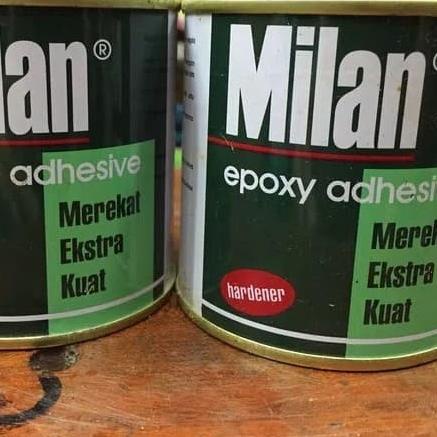 lan®
adhesive
Merekat
Ekstra
Kuat
Milan
epoxy adhesi
Merek
Ekstra
Kuat
hardener